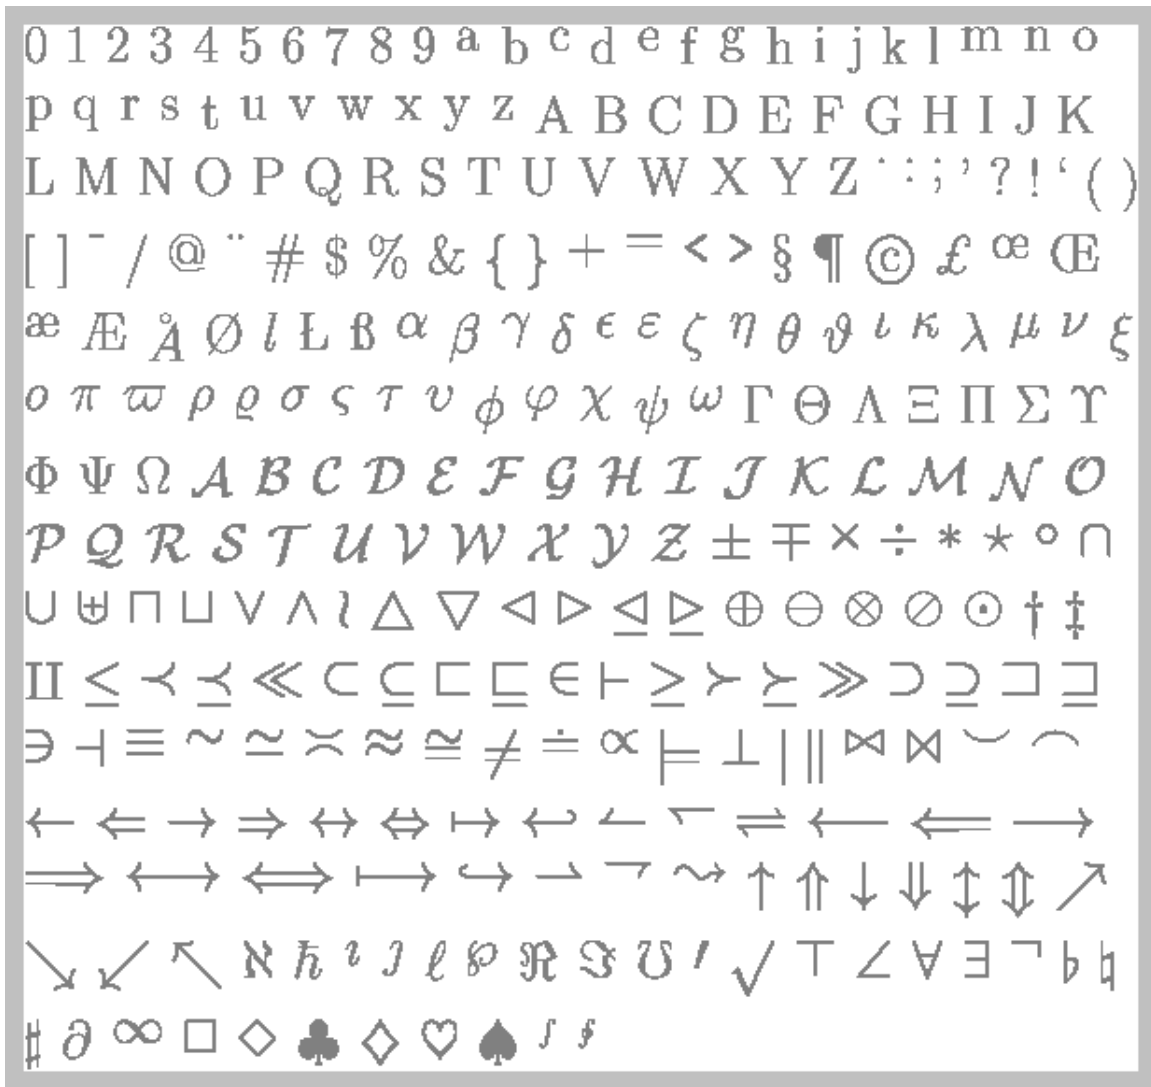 0 1 2 3 4 5 6 7 8 9 a b c d e f g h i j k l m n o
p q r s t u v w x y z A B C D E F G H I J K
L M N O P Q R S T U V W X Y Z · : ; ’ ? ! ‘ ( )
[ ] ¯ / @ ¨ # $ % & { } + = < > § ¶ © £ œ Œ
æ Æ Å Ø l Ł ß α β γ δ ϵ ε ζ η θ ϑ ι κ λ μ ν ξ
o π ϖ ρ ϱ σ ς τ υ ϕ φ χ ψ ω Γ Θ Λ Ξ Π Σ ϒ
Φ Ψ Ω 𝒜 ℬ 𝒞 𝒟 ℰ ℱ 𝒢 ℋ ℐ 𝒥 𝒦 ℒ ℳ 𝒩 𝒪
𝒫 𝒬 ℛ 𝒮 𝒯 𝒰 𝒱 𝒲 𝒳 𝒴 𝒵 ± ∓ × ÷ ∗ ⋆ ∘ ∩
∪ ⊎ ⊓ ⊔ ∨ ∧ ≀ △ ▽ ◁ ▷ ⊴ ⊵ ⊕ ⊖ ⊗ ⊘ ⊙ † ‡
⨿ ≤ ≺ ⪯ ≪ ⊂ ⊆ ⊏ ⊑ ∈ ⊢ ≥ ≻ ⪰ ≫ ⊃ ⊇ ⊐ ⊒
∋ ⊣ ≡ ∼ ≃ ≍ ≈ ≅ ≠ ≐ ∝ ⊨ ⊥ ∣ ∥ ⋈ ⨝ ⌣ ⌢
← ⇐ → ⇒ ↔ ⇔ ↦ ↩ ↼ ↽ ⇌ ⟵ ⟸ ⟶
⟹ ⟷ ⟺ ⟼ ↪ ⇀ ⇁ ⇝ ↑ ⇑ ↓ ⇓ ↕ ⇕ ↗
↘ ↙ ↖ ℵ ℏ ı ȷ ℓ ℘ ℜ ℑ ℧ ′ √ ⊤ ∠ ∀ ∃ ¬ ♭ ♮
♯ ∂ ∞ □ ◇ ♣ ♢ ♡ ♠ ∫ ∮